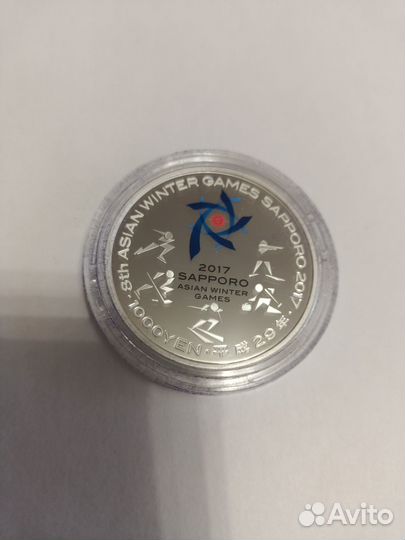 8th ASIAN WINTER GAMES SAPPORO 2017
2017
SAPPORO
ASIAN WINTER
GAMES
1000YEN・平成29年
Avito